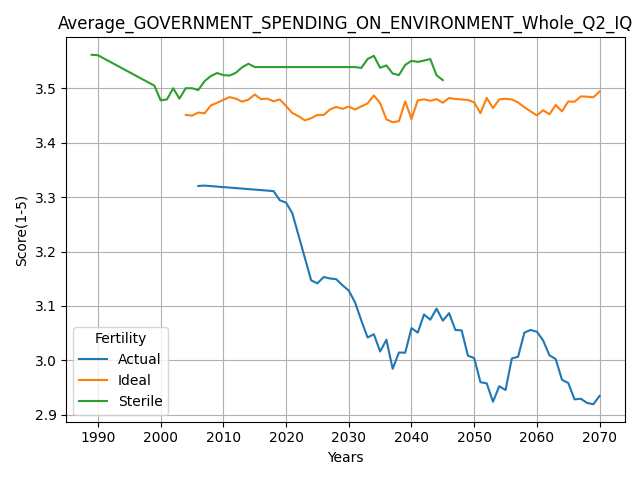 Average_GOVERNMENT_SPENDING_ON_ENVIRONMENT_Whole_Q2_IQ
3.5
3.4
3.3
3.2
3.1
3.0
2.9
Score(1-5)
Fertility
Actual
Ideal
Sterile
1990 2000 2010 2020 2030 2040 2050 2060 2070
Years